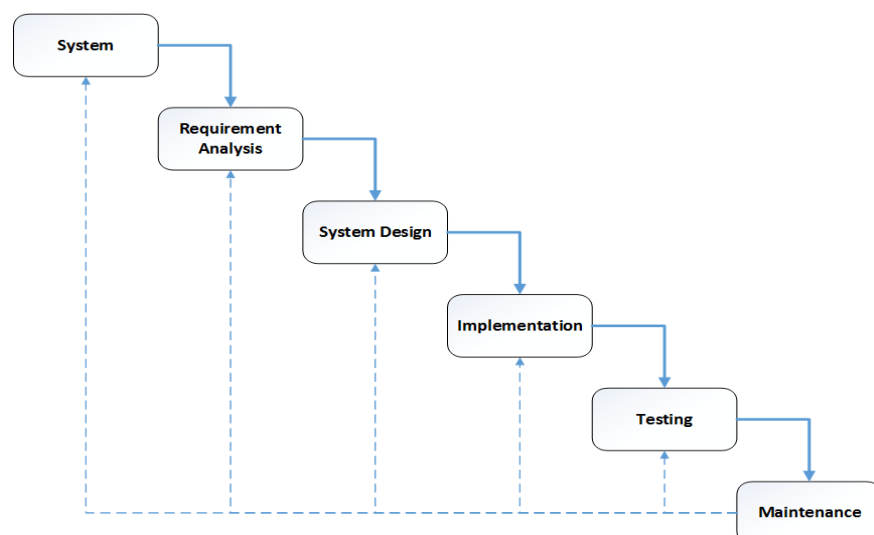 System
Requirement
Analysis
System Design
Implementation
Testing
Maintenance